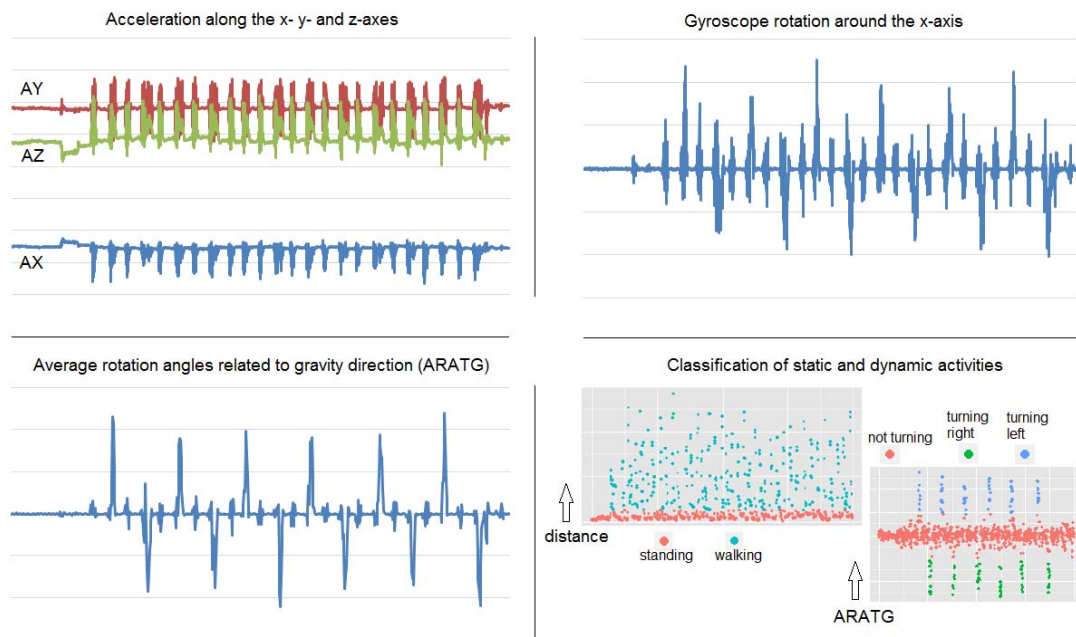 Acceleration along the x- y- and z-axes
AY
AZ
AX
Gyroscope rotation around the x-axis
Average rotation angles related to gravity direction (ARATG)
Classification of static and dynamic activities
distance
standing
walking
not turning
turning
right
turning
left
ARATG